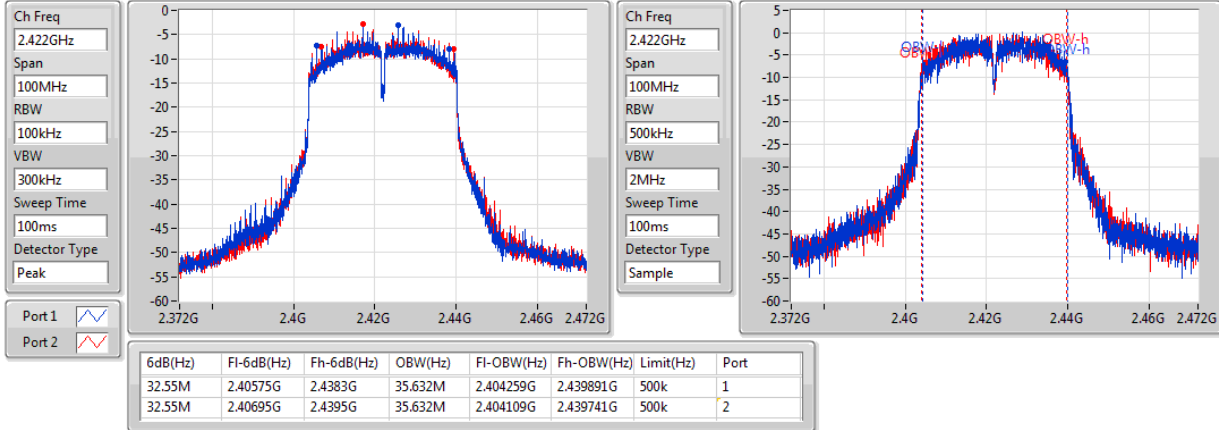 Ch Freq
2.422GHz
Span
100MHz
RBW
100kHz
VBW
300kHz
Sweep Time
100ms
Detector Type
Peak
Port 1
Port 2
0
-5
-10
-15
-20
-25
-30
-35
-40
-45
-50
-55
-60
2.372G 2.4G 2.42G 2.44G 2.46G 2.472G
Ch Freq
2.422GHz
Span
100MHz
RBW
500kHz
VBW
2MHz
Sweep Time
100ms
Detector Type
Sample
5
0
-5
-10
-15
-20
-25
-30
-35
-40
-45
-50
-55
-60
OBW-h
OBW-h
2.372G 2.4G 2.42G 2.44G 2.46G 2.472G
6dB(Hz) Fl-6dB(Hz) Fh-6dB(Hz) OBW(Hz) Fl-OBW(Hz) Fh-OBW(Hz) Limit(Hz) Port
32.55M 2.40575G 2.4383G 35.632M 2.404259G 2.439891G 500k 1
32.55M 2.40695G 2.4395G 35.632M 2.404109G 2.439741G 500k 2